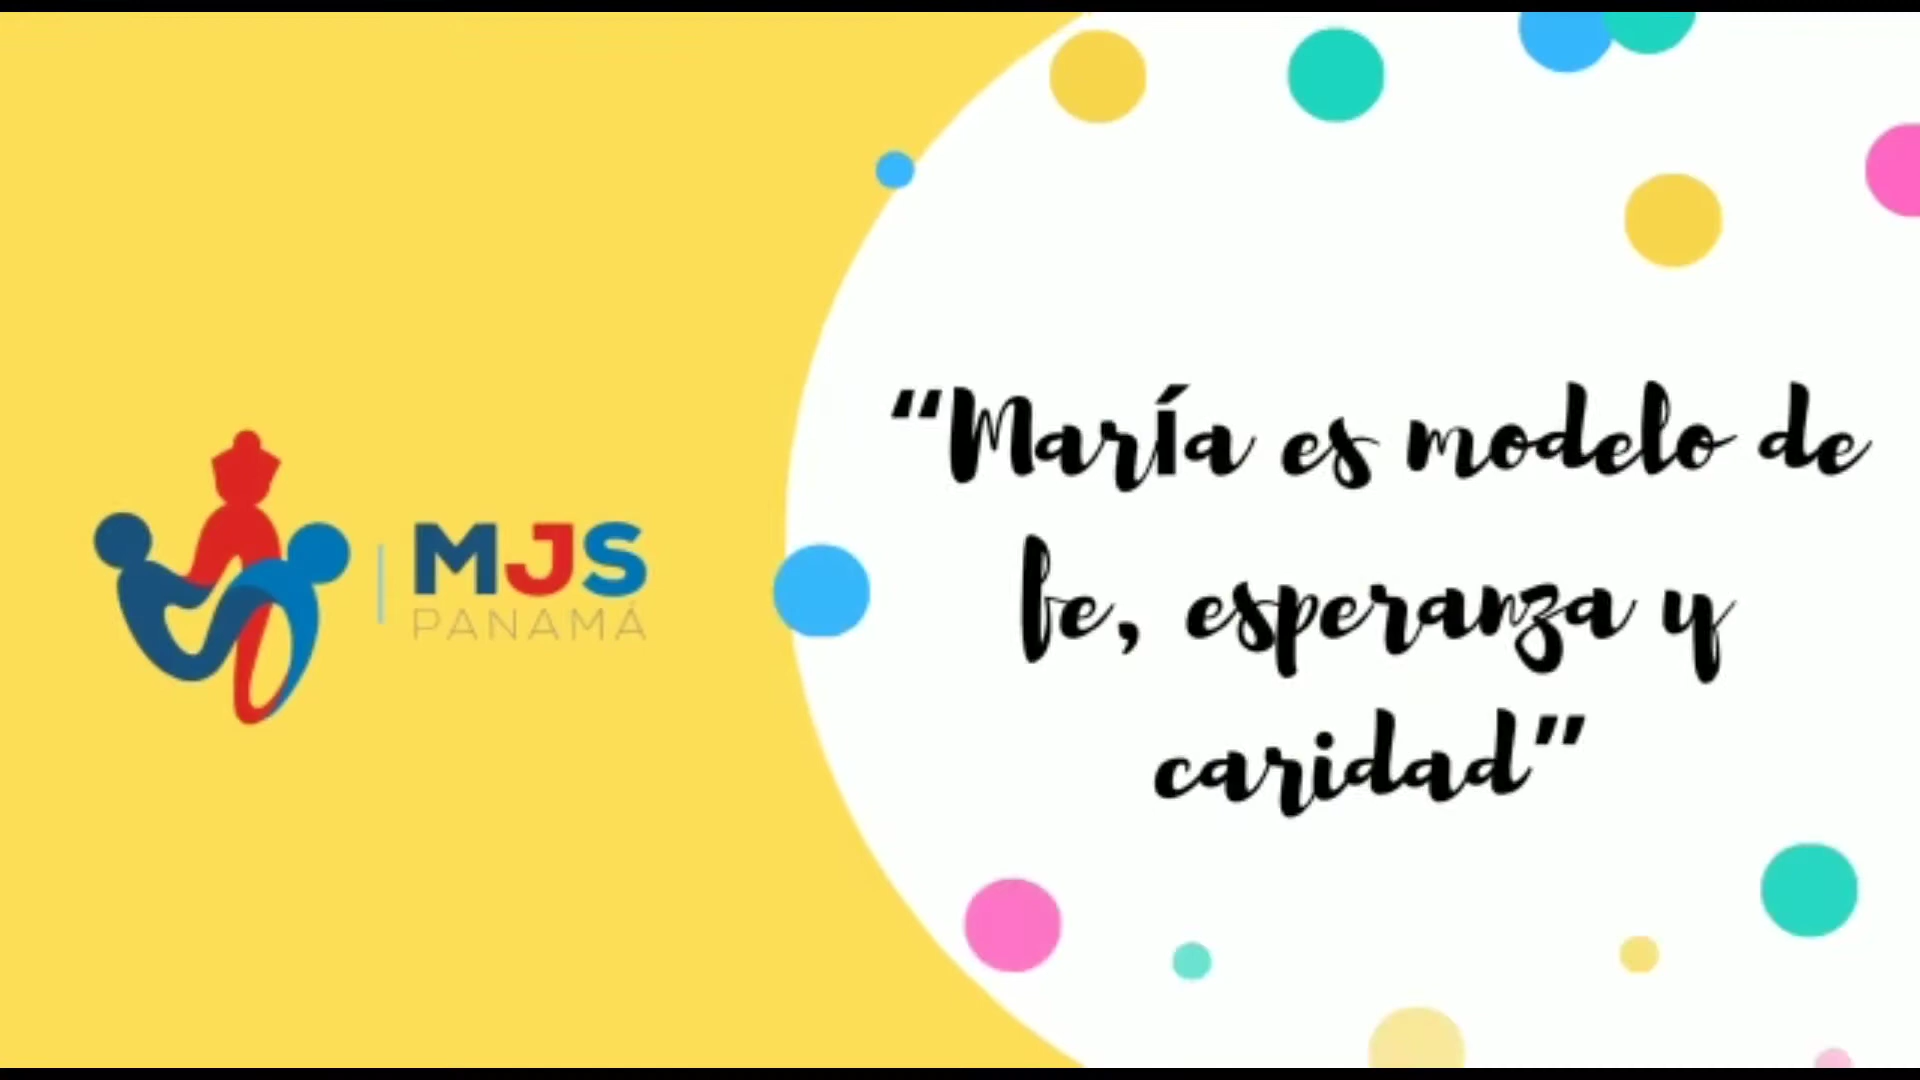 MJS
PANAMÁ
“María es modelo de
fe, esperanza y
caridad”